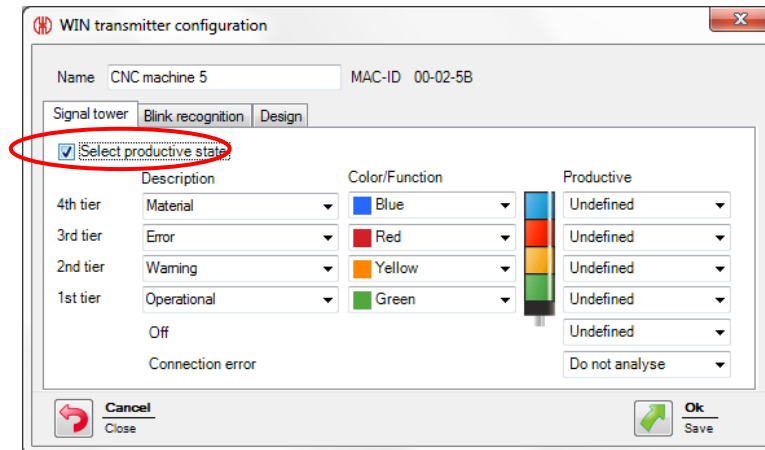 WIN transmitter configuration
Name CNC machine 5 MAC-ID 00-02-5B
Signal tower Blink recognition Design
Select productive state
Description Color/Function Productive
4th tier Material Blue Undefined
3rd tier Error Red Undefined
2nd tier Warning Yellow Undefined
1st tier Operational Green Undefined
Off Undefined
Connection error Do not analyse
Cancel Ok
Close Save